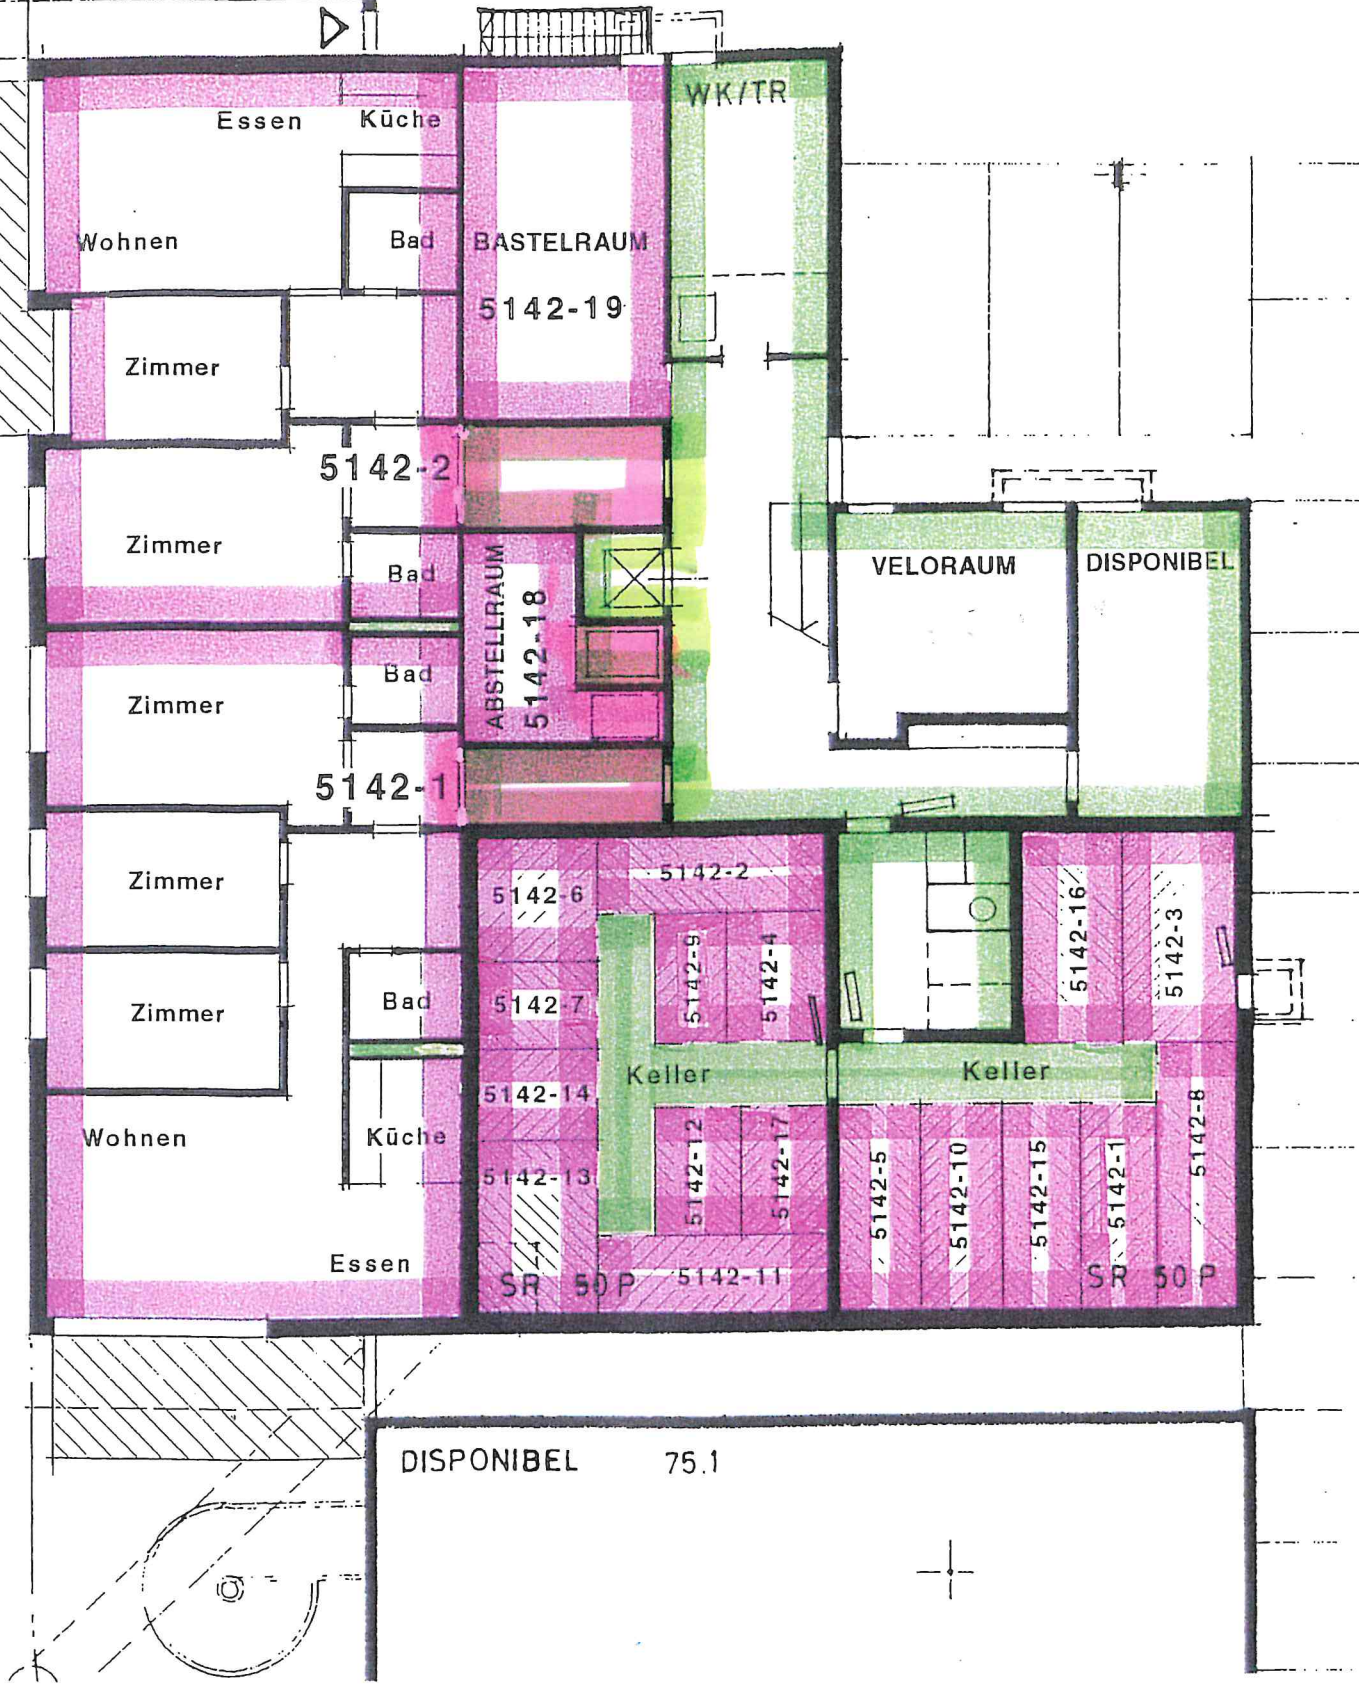 WK/TR
Essen Küche
Wohnen
Bad
BASTELRAUM
5142-19
Zimmer
5142-2
Zimmer
Bad
ABSTELLRAUM
5142-18
VELORAUM
DISPONIBEL
Zimmer
Bad
5142-1
Zimmer
Zimmer
Bad
Wohnen
Küche
Essen
5142-6
5142-2
5142-7
5142-9
5142-4
5142-14
Keller
5142-13
5142-12
5142-17
SR 50 P
5142-11
5142-16
5142-3
Keller
5142-5
5142-10
5142-15
5142-1
5142-8
SR 50 P
DISPONIBEL 75.1